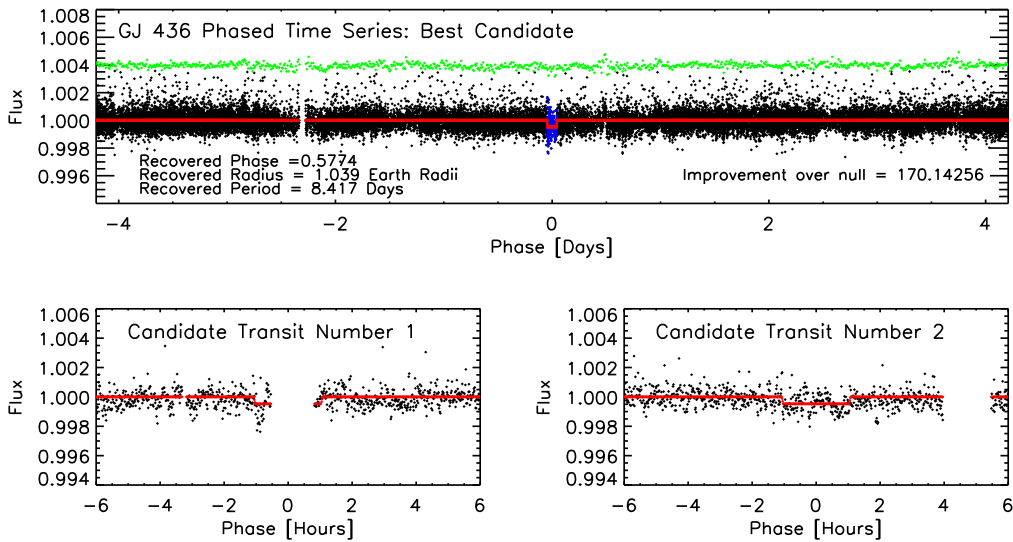 GJ 436 Phased Time Series: Best Candidate
1.008
1.006
1.004
1.002
1.000
0.998
0.996
Flux
Recovered Phase =0.5774
Recovered Radius = 1.039 Earth Radii
Recovered Period = 8.417 Days
Improvement over null = 170.14256
-4 -2 0 2 4
Phase [Days]
Candidate Transit Number 1
1.006
1.004
1.002
1.000
0.998
0.996
0.994
Flux
-6 -4 -2 0 2 4 6
Phase [Hours]
Candidate Transit Number 2
1.006
1.004
1.002
1.000
0.998
0.996
0.994
Flux
-6 -4 -2 0 2 4 6
Phase [Hours]